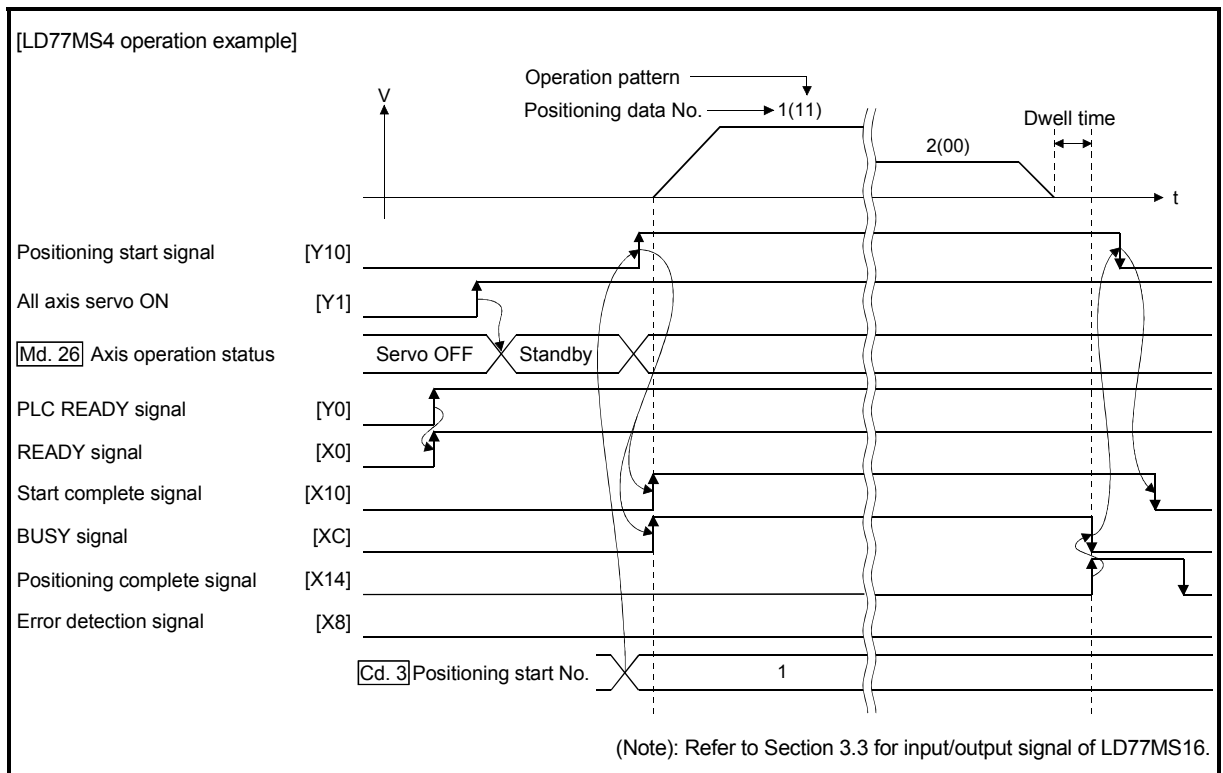 [LD77MS4 operation example]
Operation pattern
V
Positioning data No.
1(11)
Dwell time
2(00)
t
Positioning start signal [Y10]
All axis servo ON [Y1]
Md. 26 Axis operation status
Servo OFF
Standby
PLC READY signal [Y0]
READY signal [X0]
Start complete signal [X10]
BUSY signal [XC]
Positioning complete signal [X14]
Error detection signal [X8]
Cd. 3 Positioning start No.
1
(Note): Refer to Section 3.3 for input/output signal of LD77MS16.